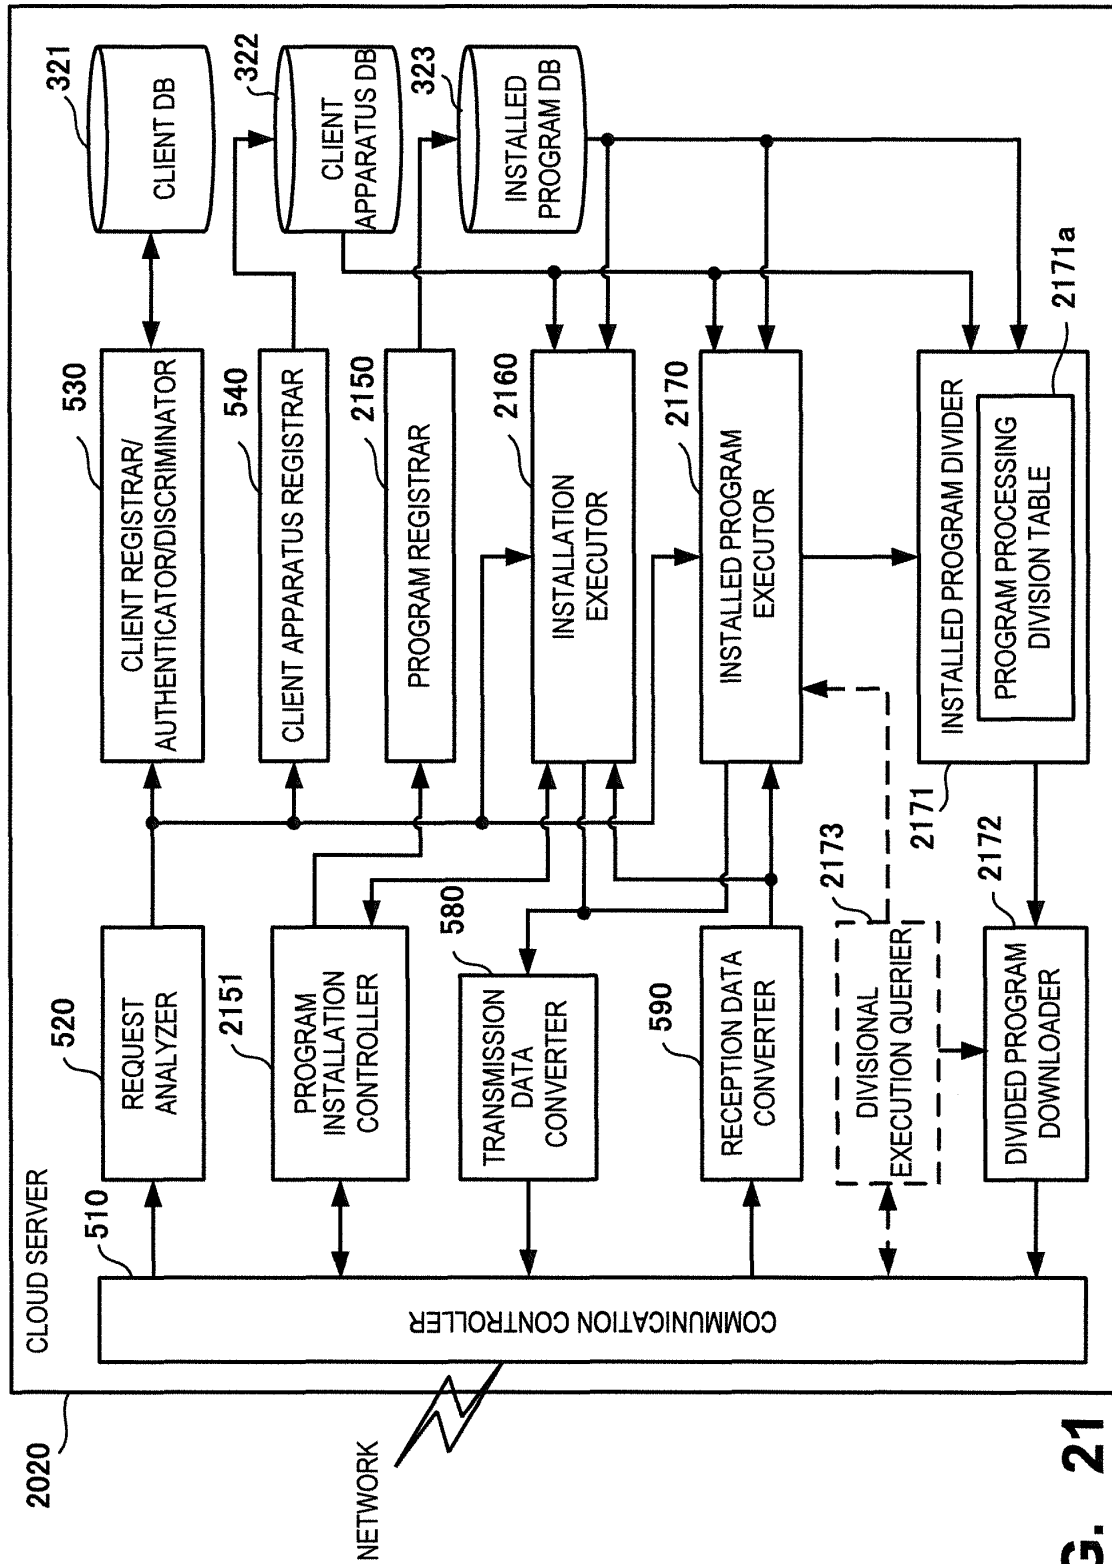 2020
CLOUD SERVER
NETWORK
510
COMMUNICATION CONTROLLER
520
REQUEST
ANALYZER
2151
PROGRAM
INSTALLATION
CONTROLLER
580
TRANSMISSION
DATA
CONVERTER
590
RECEPTION DATA
CONVERTER
2173
DIVISIONAL
EXECUTION QUERIER
2172
DIVIDED PROGRAM
DOWNLOADER
530
CLIENT REGISTRAR/
AUTHENTICATOR/DISCRIMINATOR
540
CLIENT APPARATUS REGISTRAR
2150
PROGRAM REGISTRAR
2160
INSTALLATION
EXECUTOR
2170
INSTALLED PROGRAM
EXECUTOR
2171
INSTALLED PROGRAM DIVIDER
2171a
PROGRAM PROCESSING
DIVISION TABLE
321
CLIENT DB
322
CLIENT
APPARATUS DB
323
INSTALLED
PROGRAM DB
G. 21